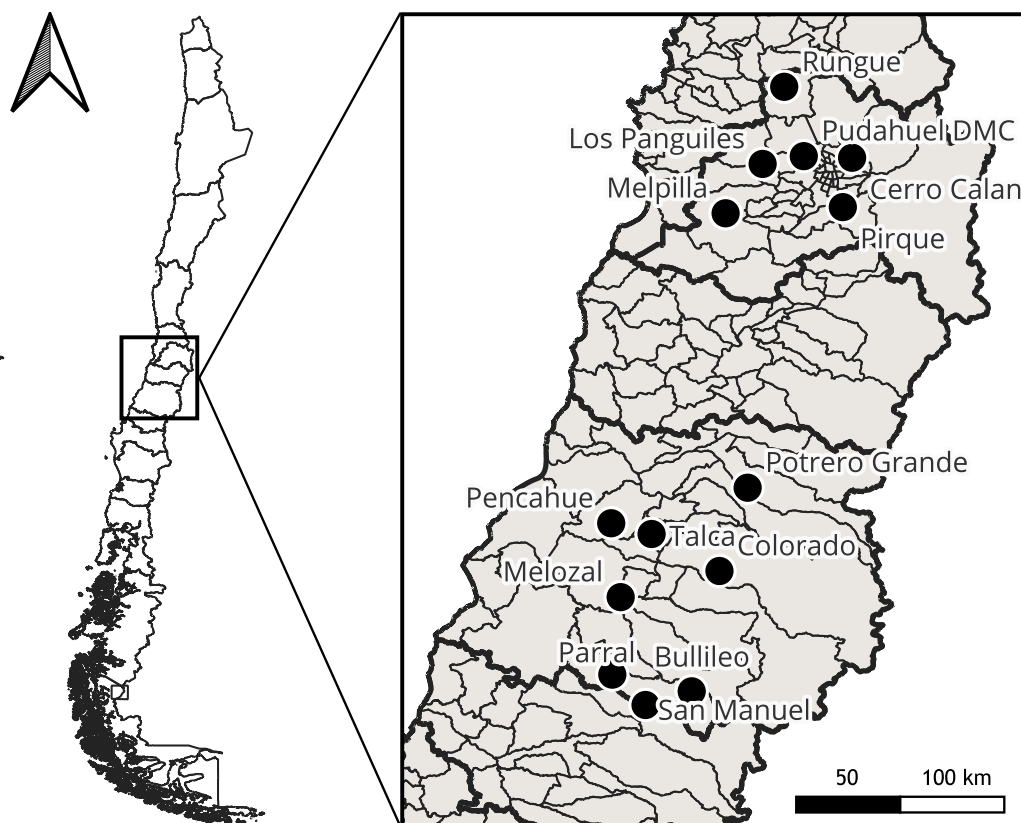 Rungue
Los Panguiles
Pudahuel DMC
Melpilla
Cerro Calan
Pirque
Potrero Grande
Pencahue
Talca
Colorado
Melozal
Parral
Bullileo
San Manuel
50 100 km